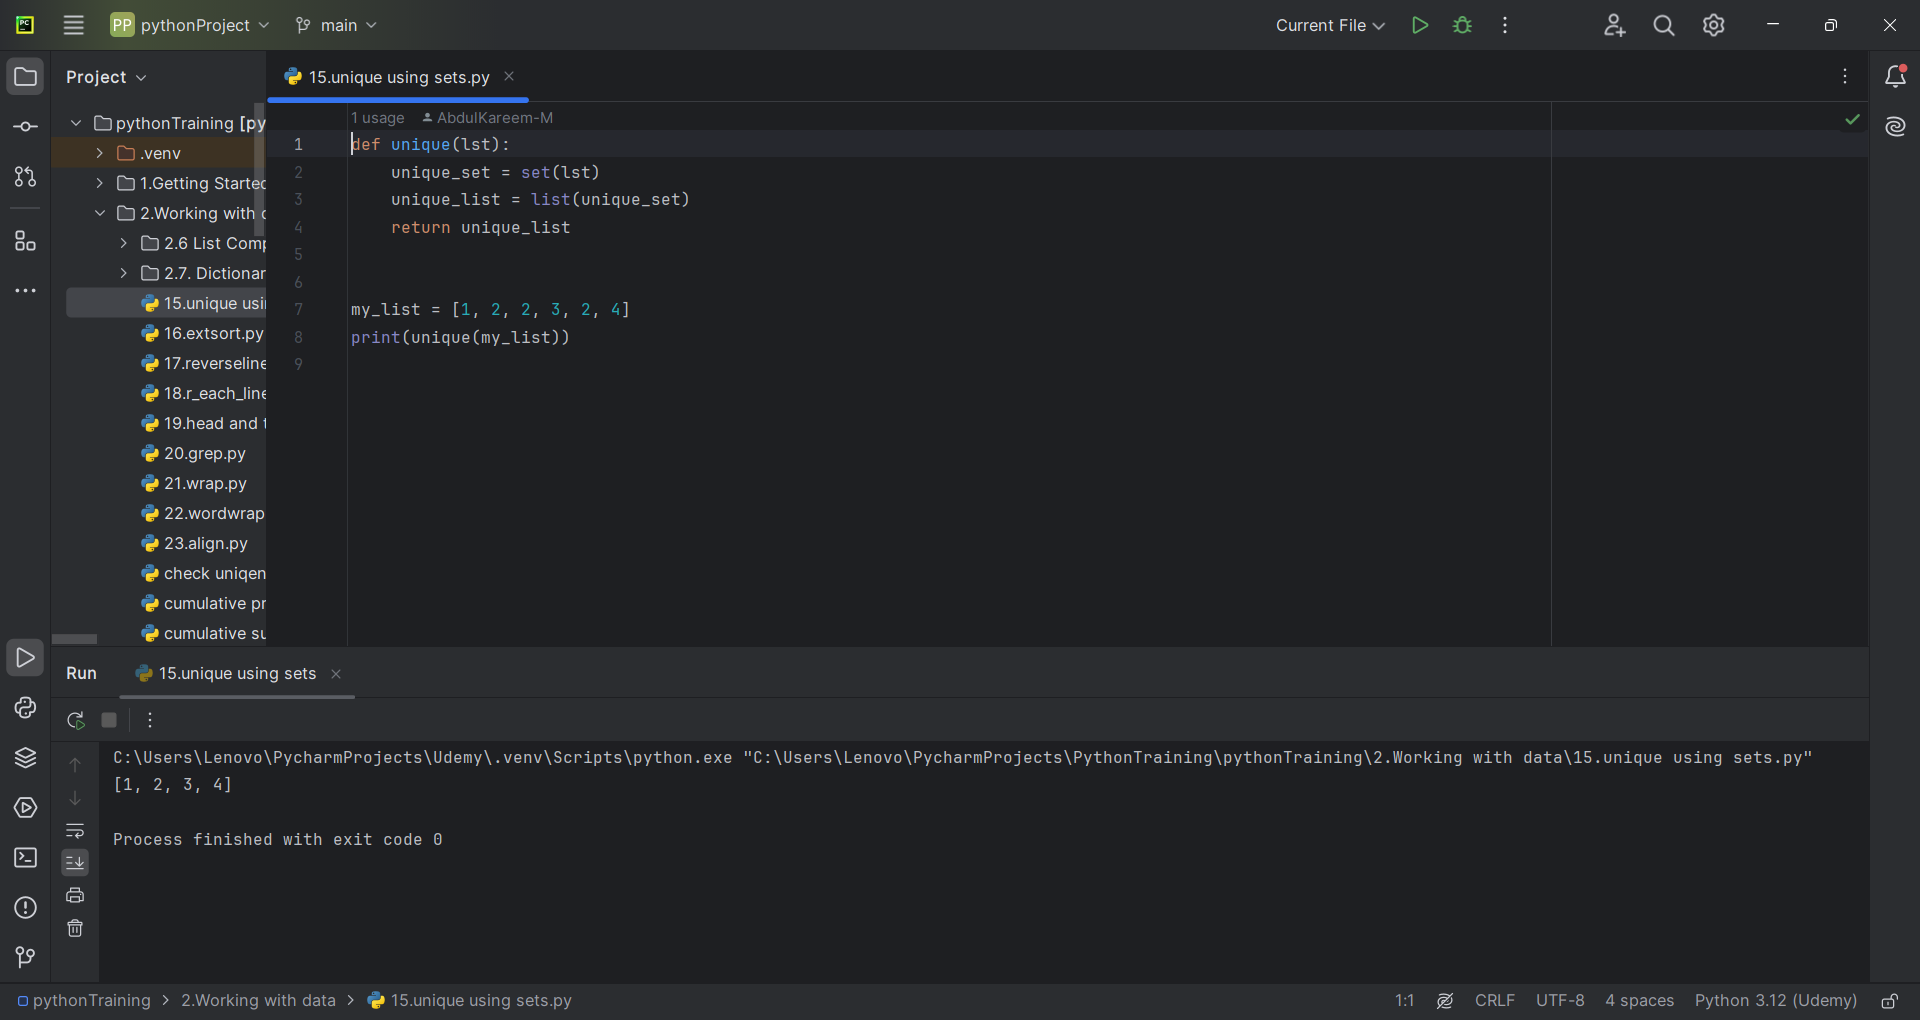 PC
PP pythonProject main Current File
Project
15.unique using sets.py
pythonTraining [py
.venv
1.Getting Starte
2.Working with
2.6 List Comp
2.7. Dictionar
15.unique usi
16.extsort.py
17.reverseline
18.r_each_line
19.head and
20.grep.py
21.wrap.py
22.wordwrap
23.align.py
check uniqen
cumulative pr
cumulative su
1 usage AbdulKareem-M
1 def unique(lst):
2 unique_set = set(lst)
3 unique_list = list(unique_set)
4 return unique_list
5
6
7 my_list = [1, 2, 2, 3, 2, 4]
8 print(unique(my_list))
9
Run 15.unique using sets
C:\Users\Lenovo\PycharmProjects\Udemy\.venv\Scripts\python.exe "C:\Users\Lenovo\PycharmProjects\PythonTraining\pythonTraining\2.Working with data\15.unique using sets.py"
[1, 2, 3, 4]
Process finished with exit code 0
pythonTraining > 2.Working with data > 15.unique using sets.py 1:1 CRLF UTF-8 4 spaces Python 3.12 (Udemy)